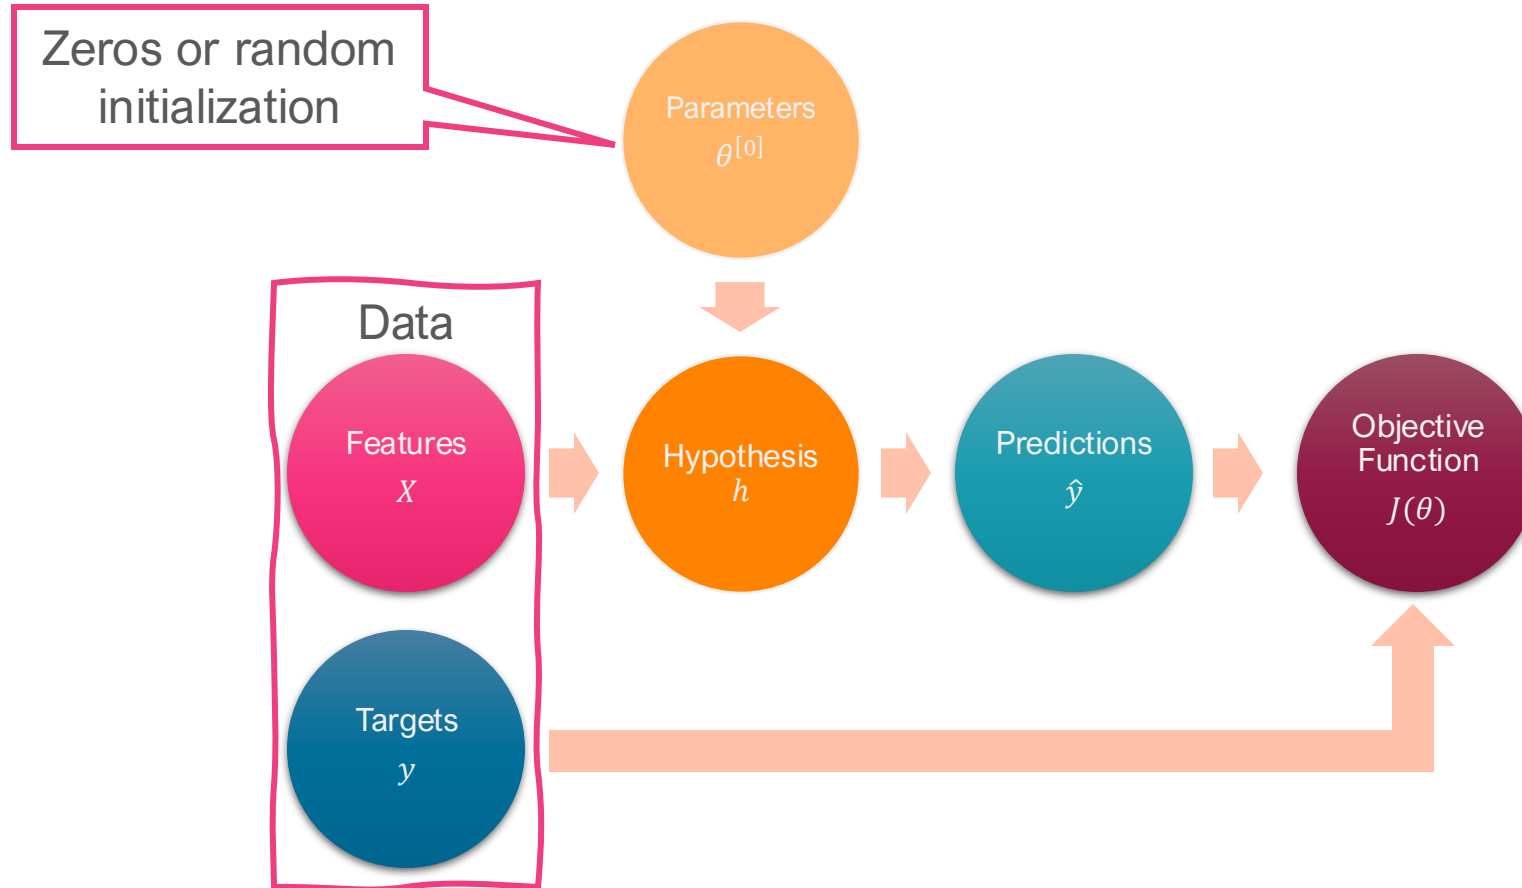 Zeros or random
initialization
Parameters
θ^[0]
Data
Features
X
Hypothesis
h
Predictions
ŷ
Objective
Function
J(θ)
Targets
y